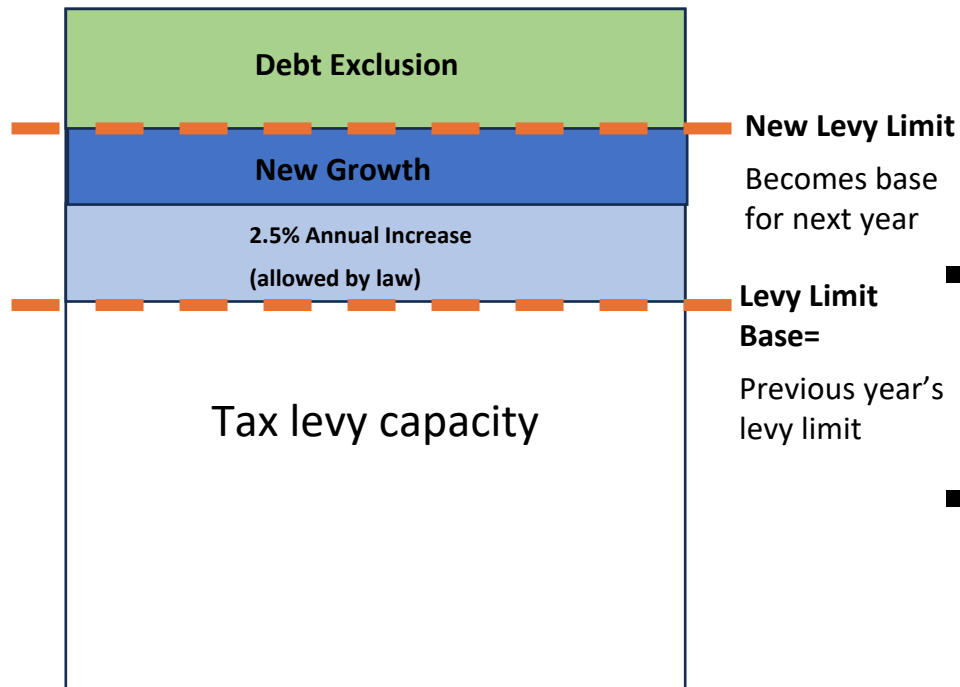 Debt Exclusion
New Levy Limit
New Growth
Becomes base
for next year
2.5% Annual Increase
(allowed by law)
Levy Limit
Base=
Previous year’s
levy limit
Tax levy capacity